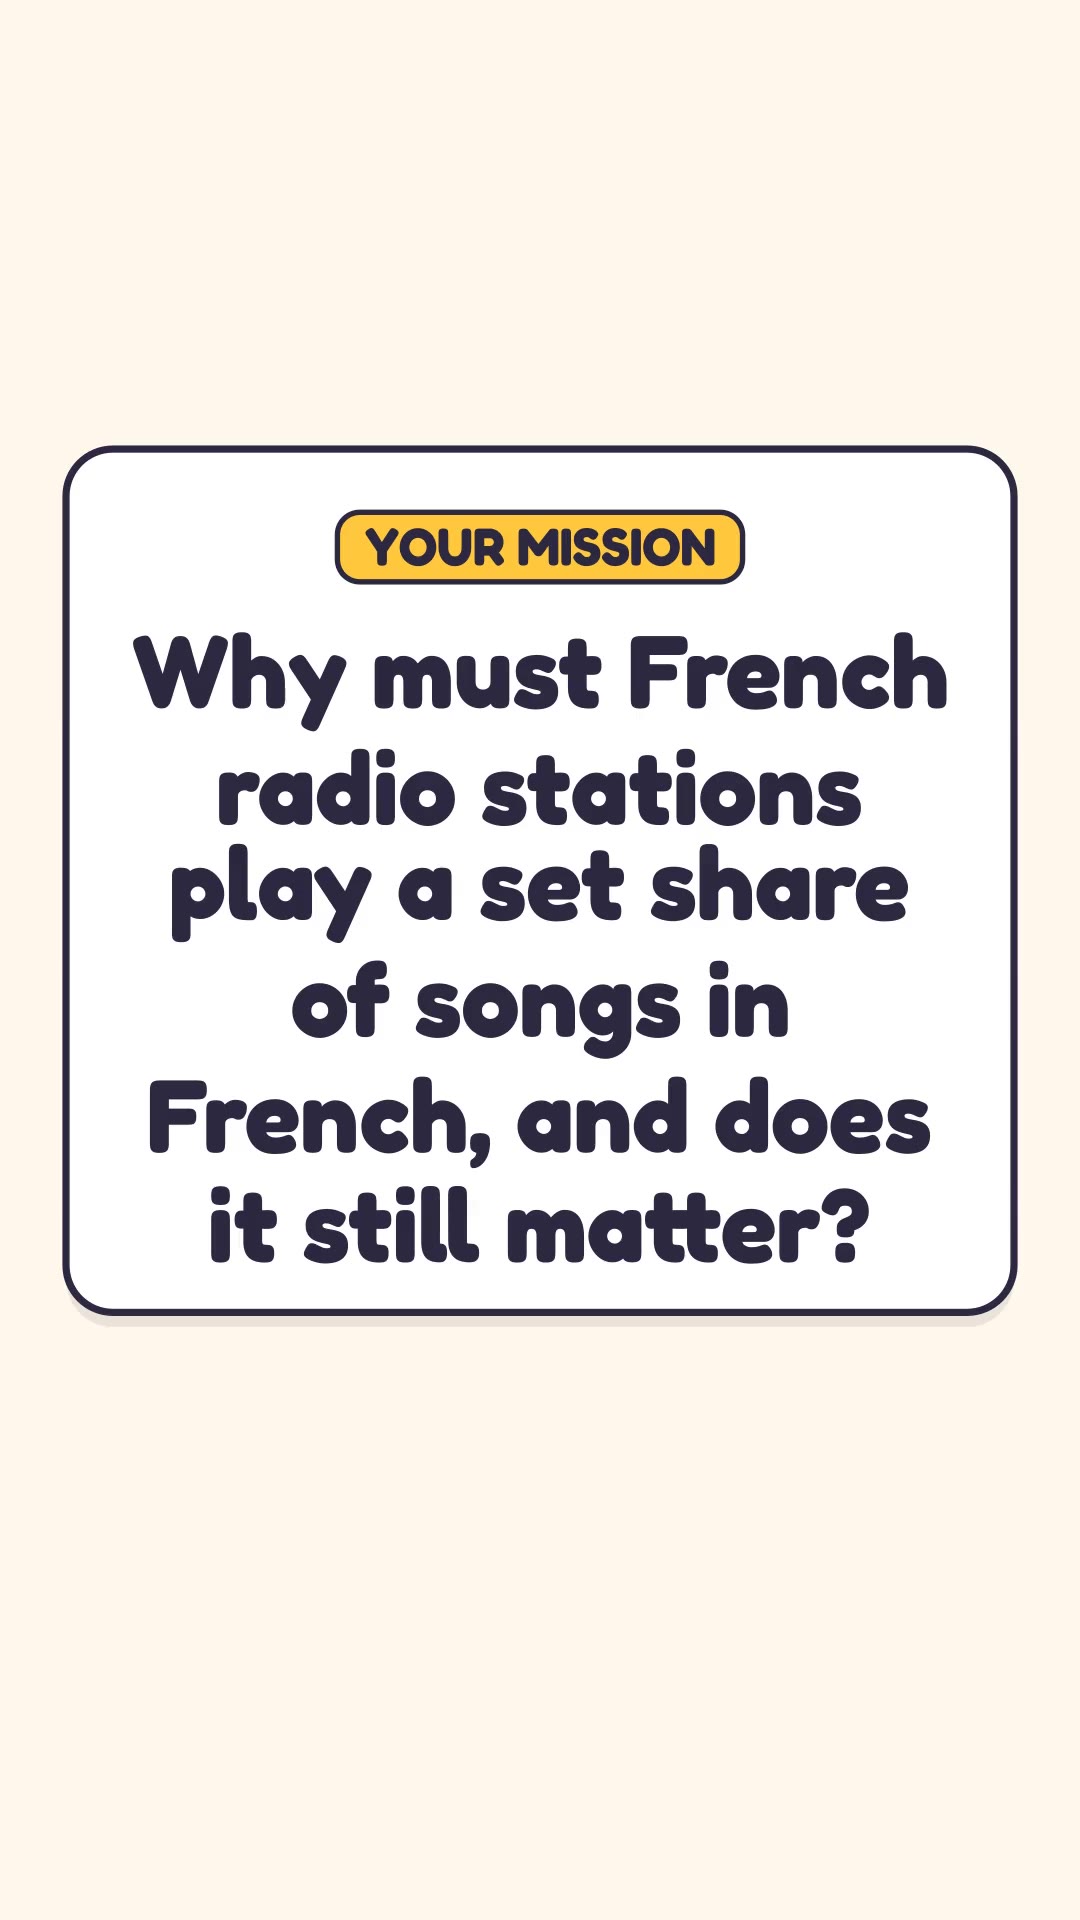 YOUR MISSION
Why must French
radio stations
play a set share
of songs in
French, and does
it still matter?